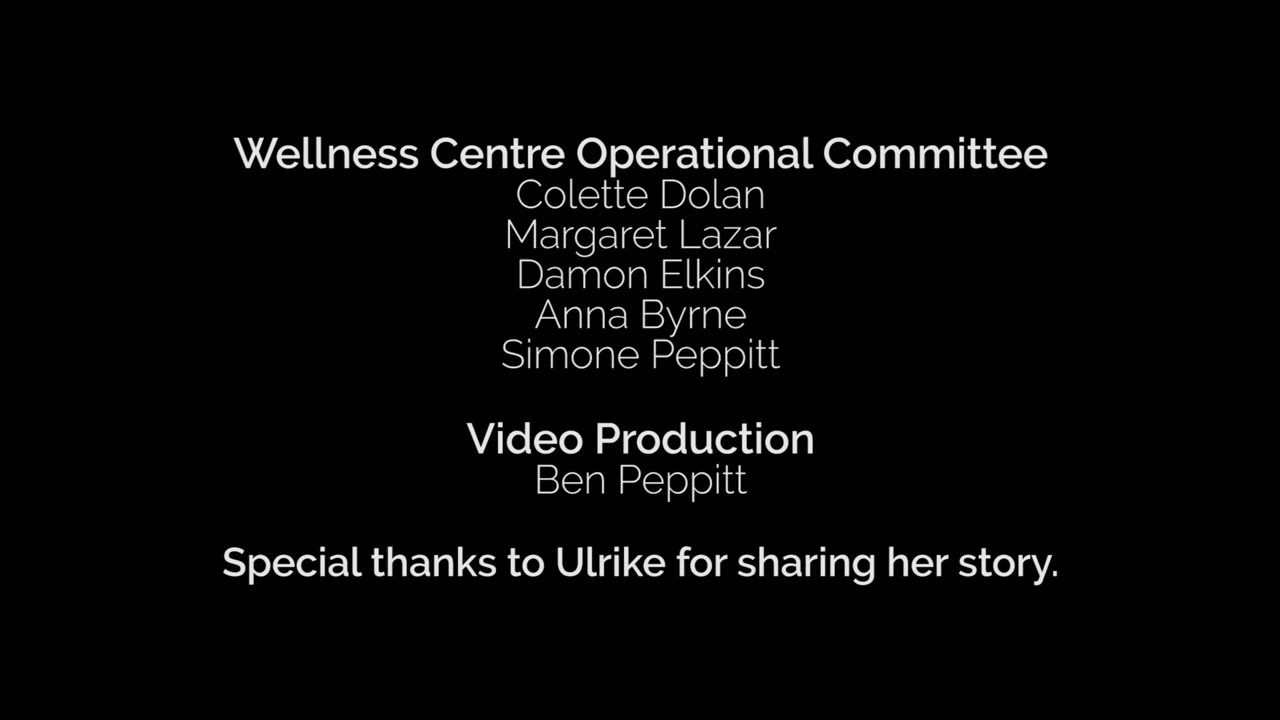 Wellness Centre Operational Committee
Colette Dolan
Margaret Lazar
Damon Elkins
Anna Byrne
Simone Peppitt
Video Production
Ben Peppitt
Special thanks to Ulrike for sharing her story.